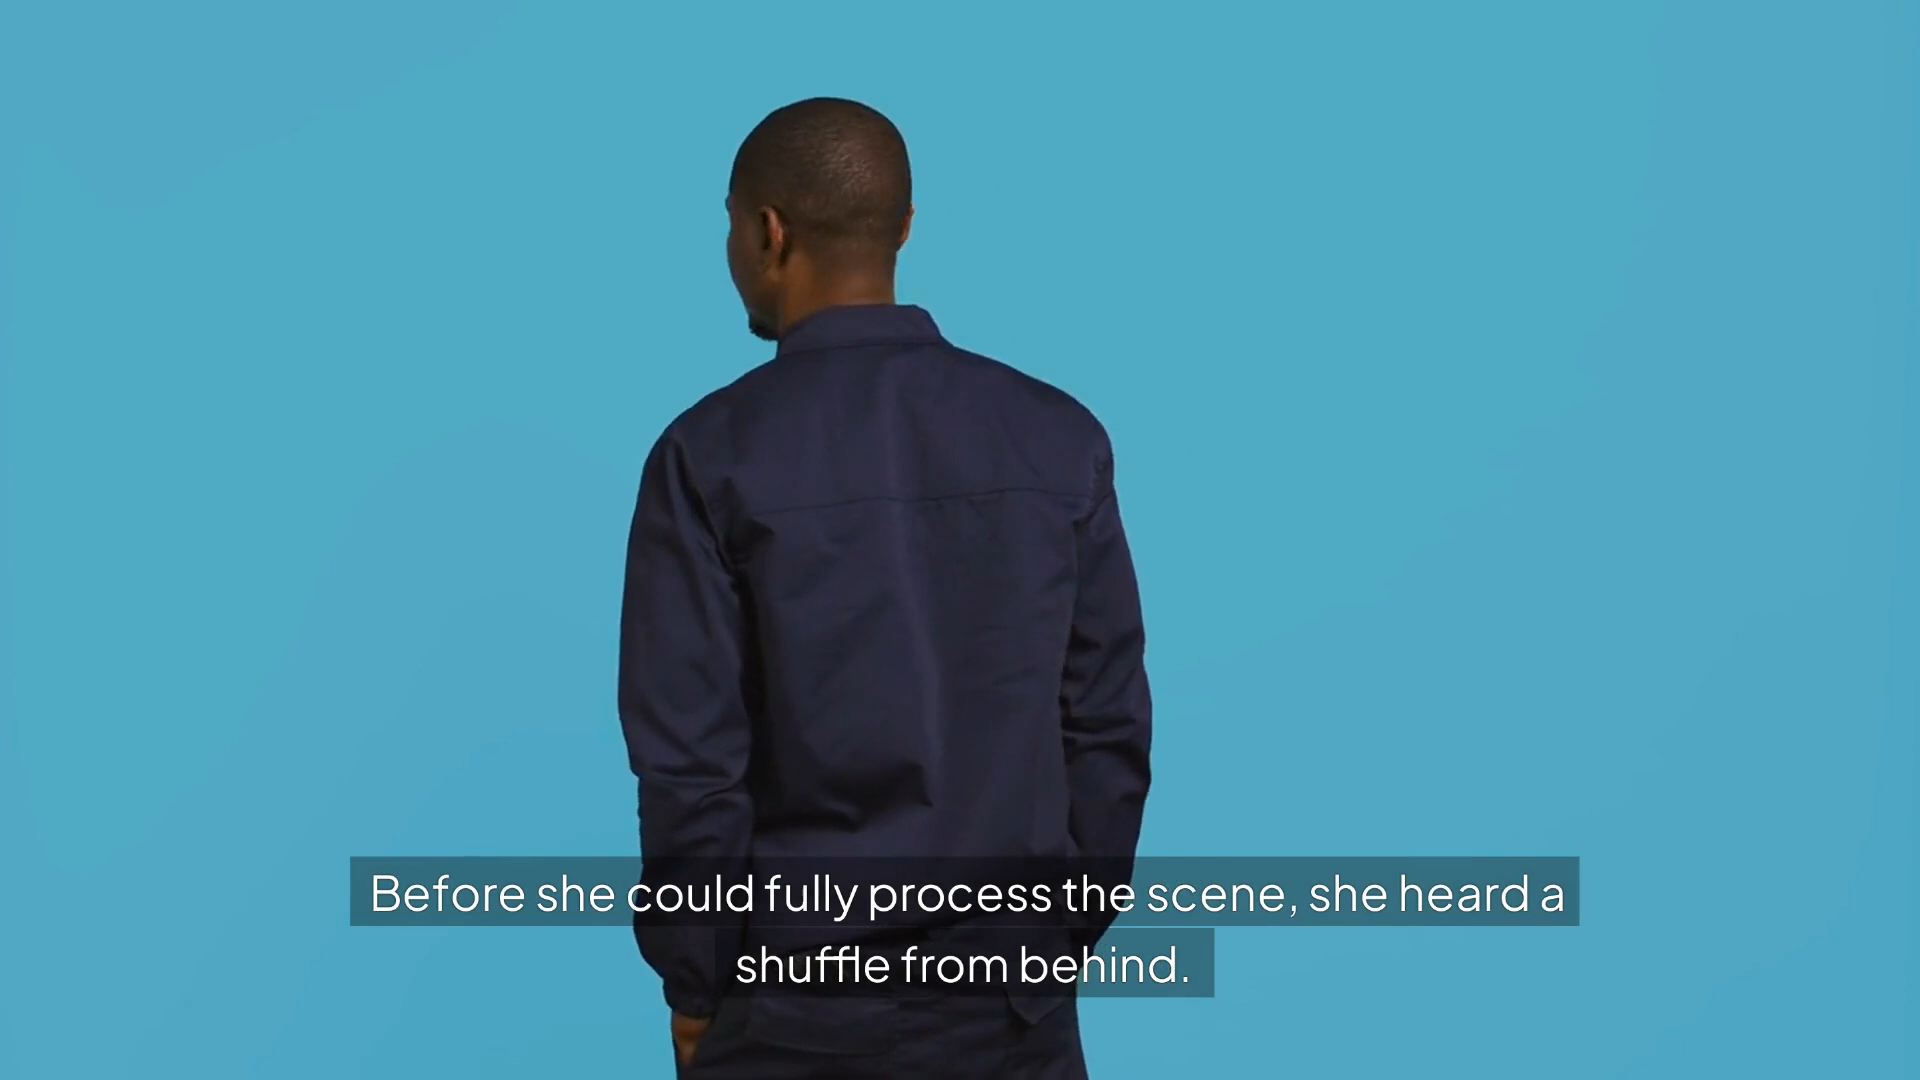 Before she could fully process the scene, she heard a
shuffle from behind.